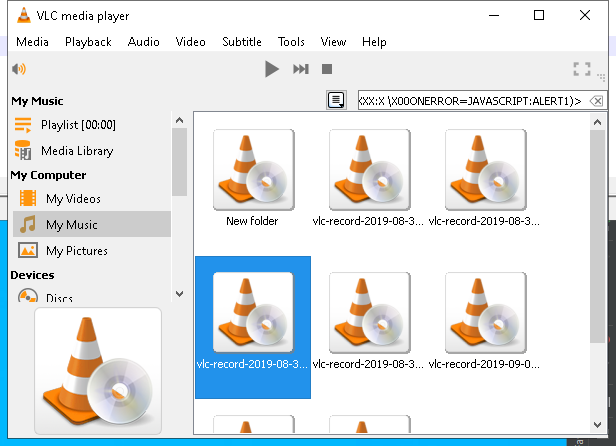 VLC media player
Media Playback Audio Video Subtitle Tools View Help
My Music
XXX:X \X00ONERROR=JAVASCRIPT:ALERT1)>
Playlist [00:00]
Media Library
My Computer
My Videos
My Music
My Pictures
Devices
Discs
New folder vlc-record-2019-08-3... vlc-record-2019-08-3...
vlc-record-2019-08-3... vlc-record-2019-08-3... vlc-record-2019-09-0...